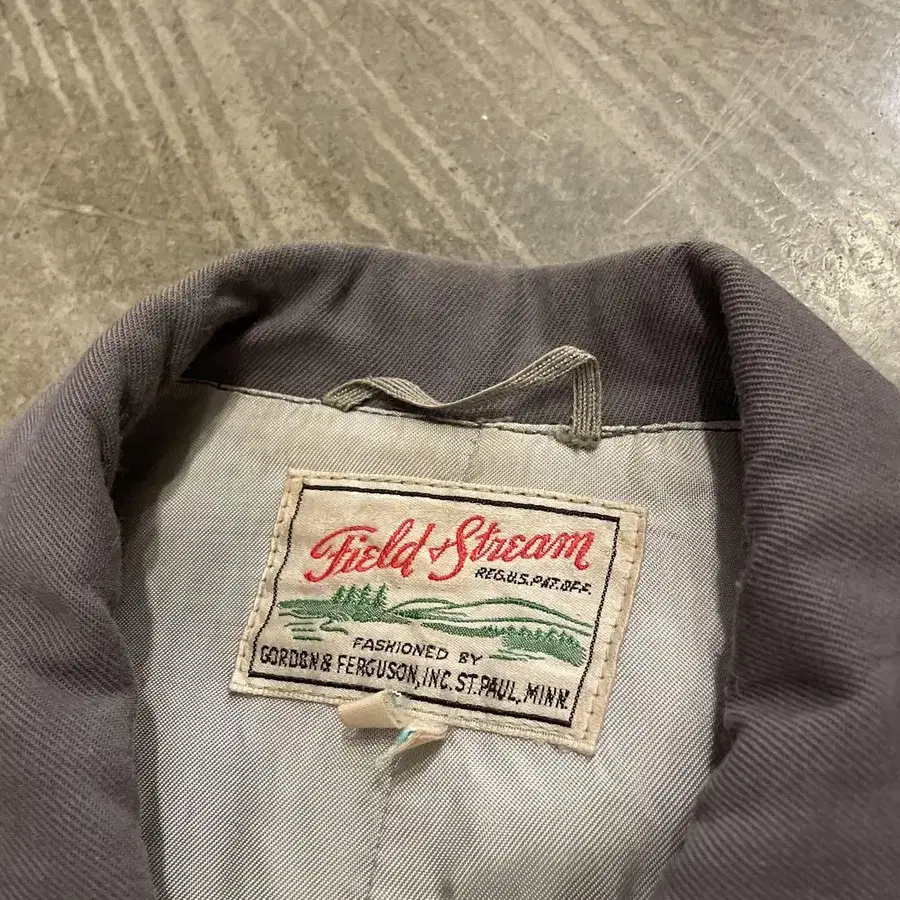 Field & Stream
REG.U.S.PAT.OFF.
FASHIONED BY
GORDON & FERGUSON, INC. ST. PAUL, MINN.